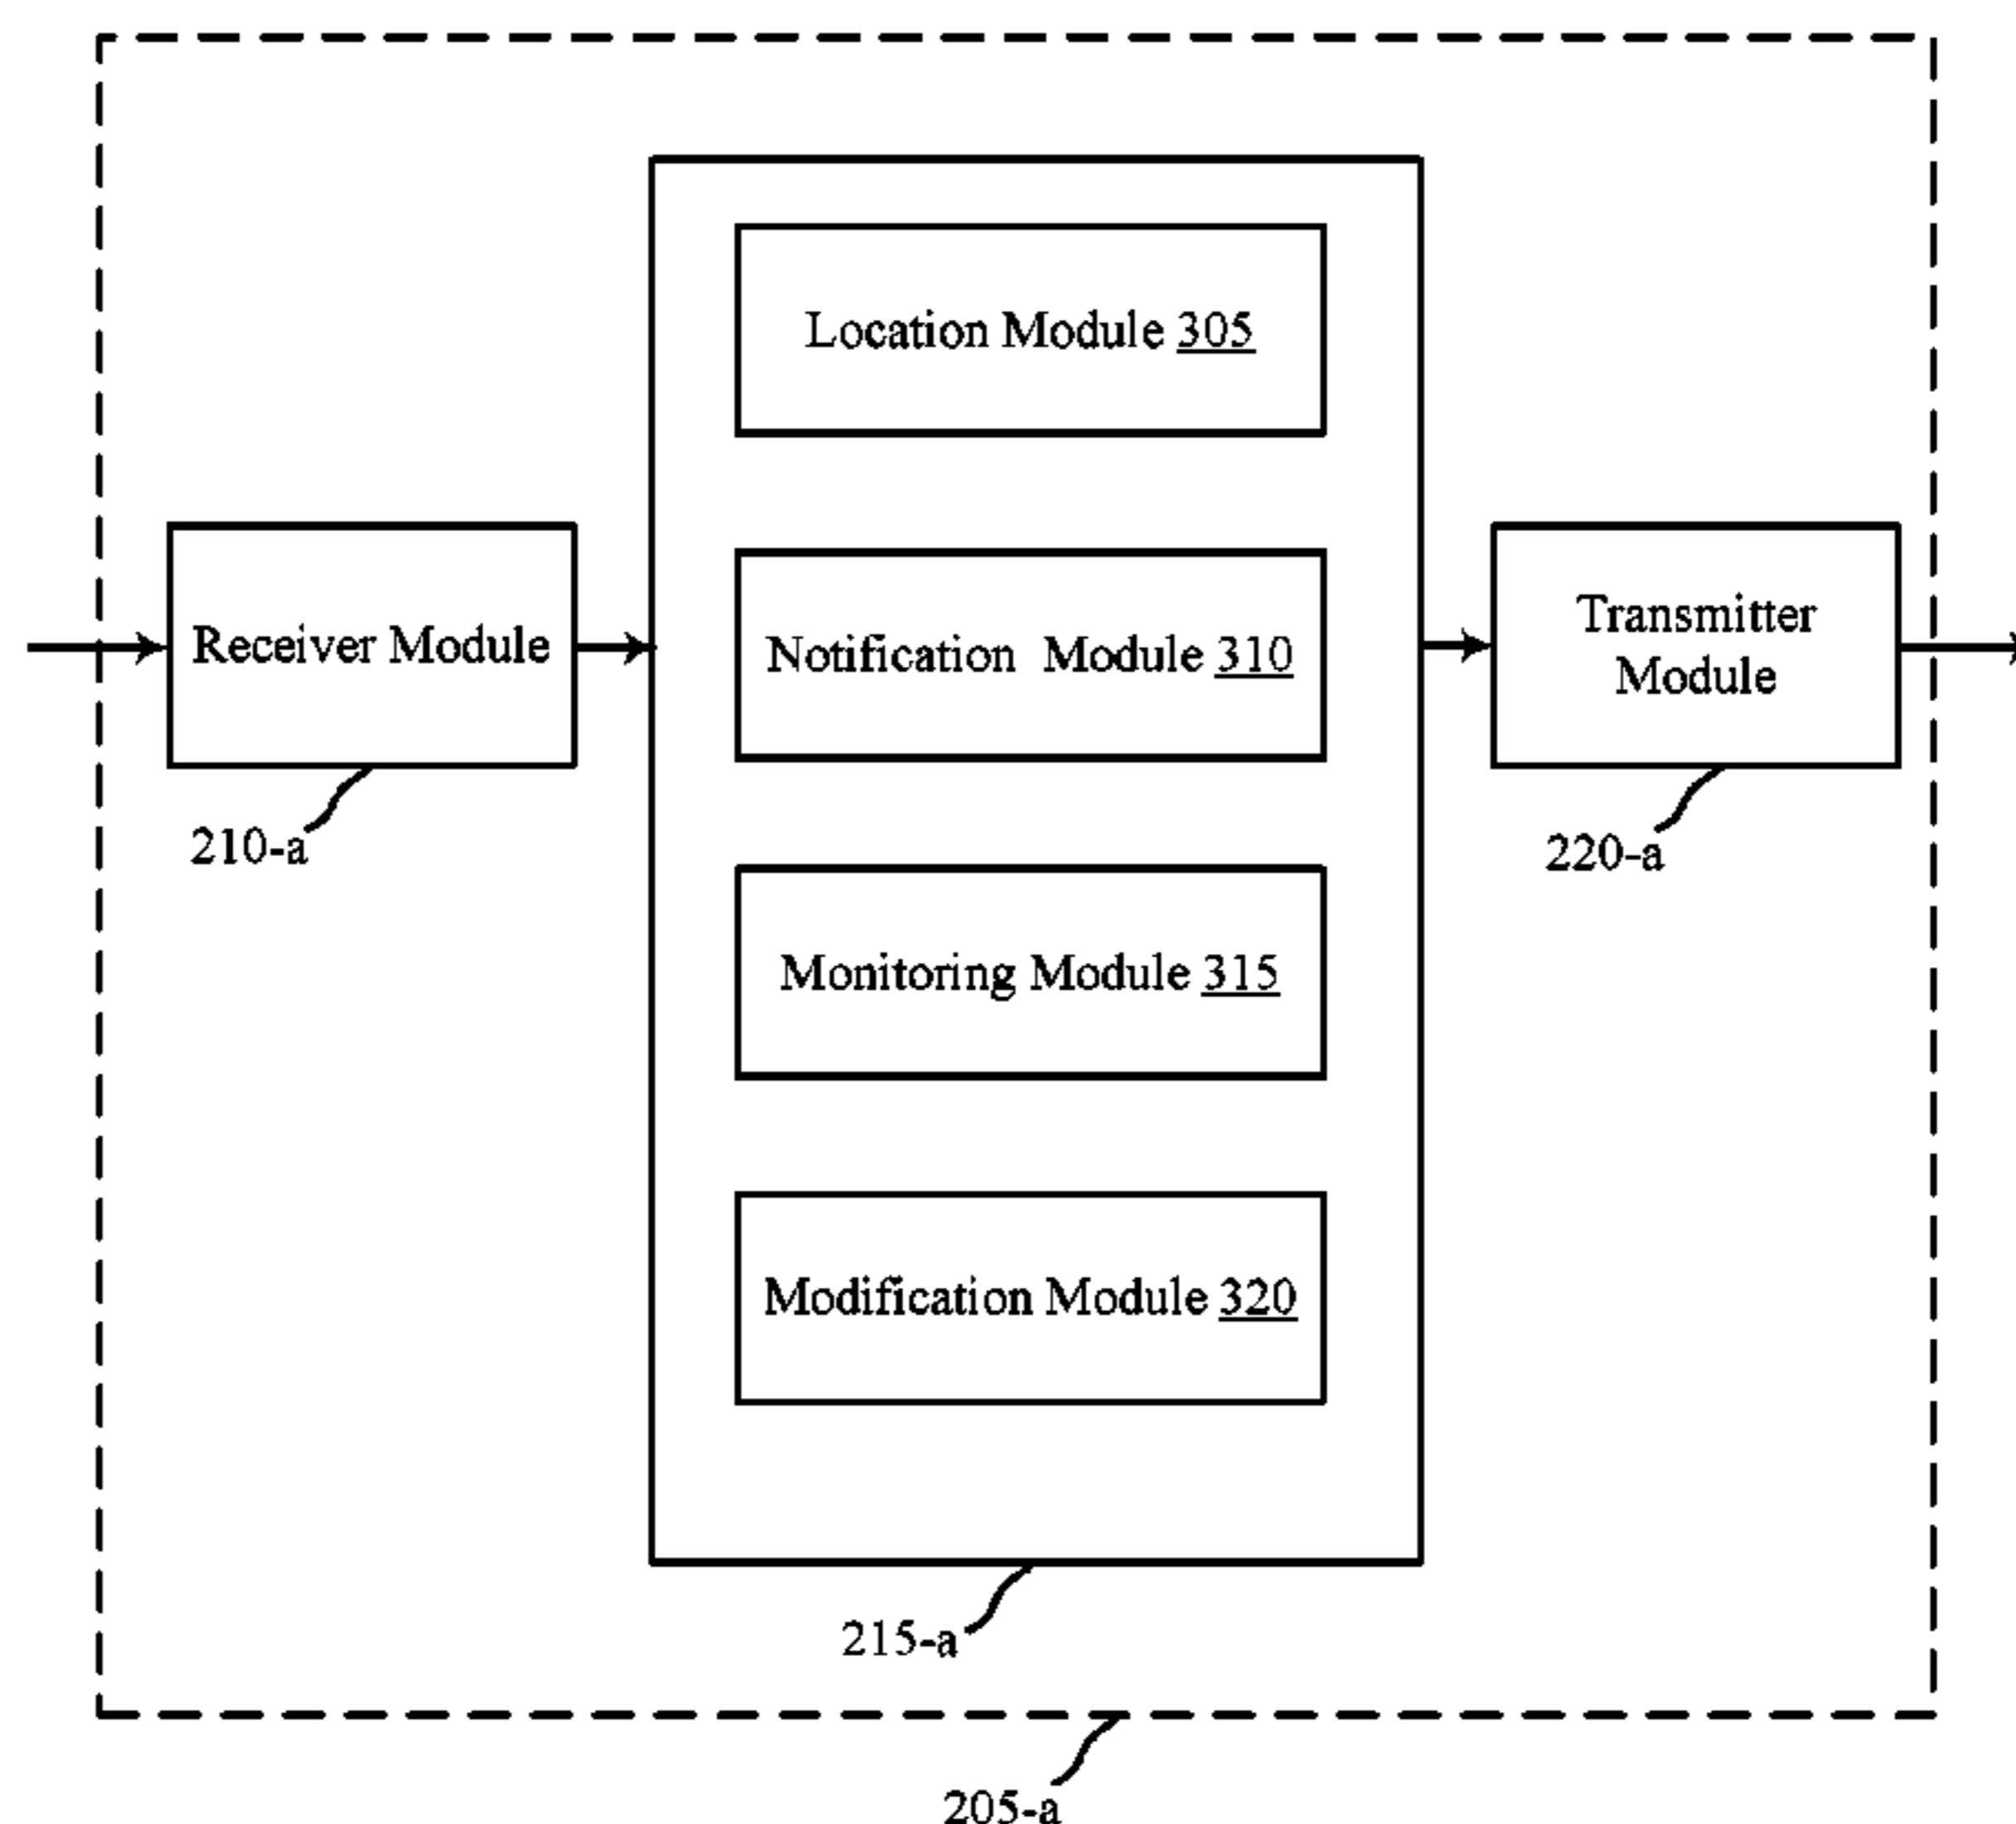 Location Module 305
Receiver Module
Notification Module 310
Transmitter
Module
210-a
220-a
Monitoring Module 315
Modification Module 320
215-a
205-a